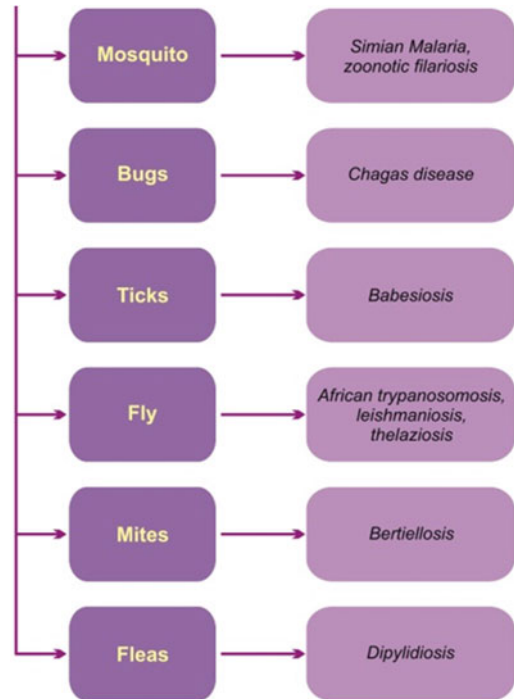 Mosquito
Simian Malaria,
zoonotic filariosis
Bugs
Chagas disease
Ticks
Babesiosis
Fly
African trypanosomosis,
leishmaniosis,
thelaziosis
Mites
Bertiellosis
Fleas
Dipylidiosis